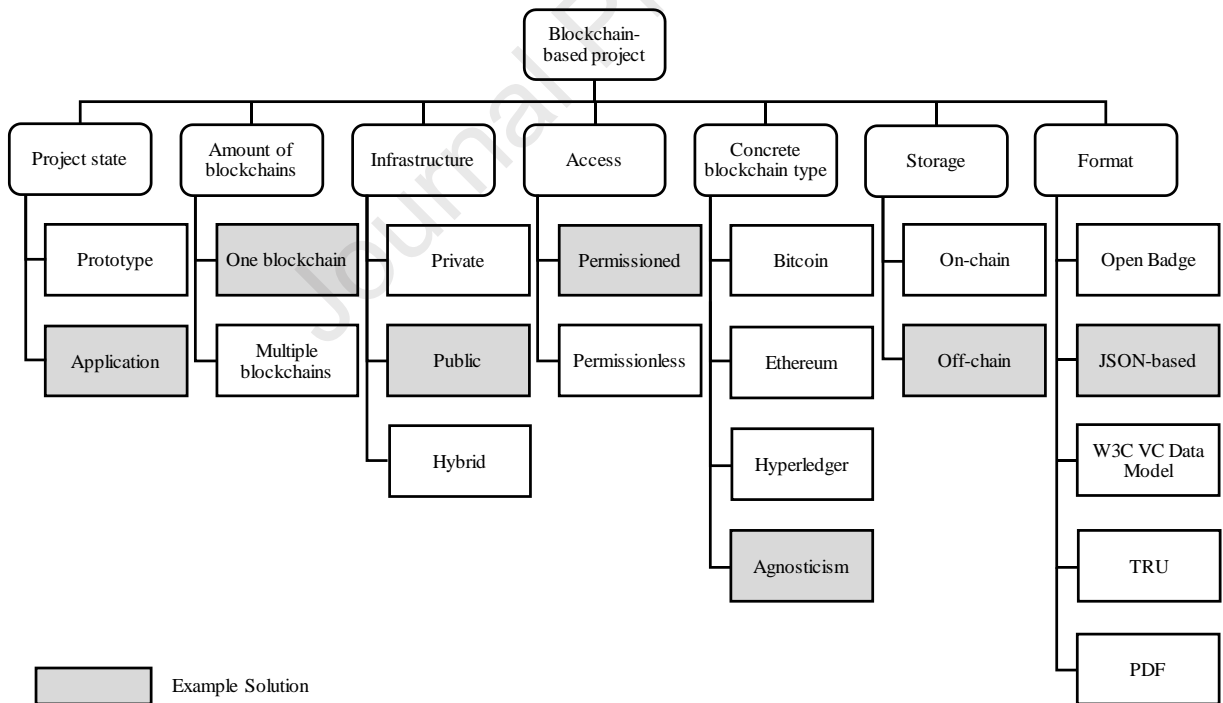 Blockchain-
based project
Project state
Amount of
blockchains
Infrastructure
Access
Concrete
blockchain type
Storage
Format
Prototype
One blockchain
Private
Permissioned
Bitcoin
On-chain
Open Badge
Application
Multiple
blockchains
Public
Permissionless
Ethereum
Off-chain
JSON-based
Hybrid
Hyperledger
W3C VC Data
Model
Agnosticism
TRU
PDF
Example Solution
Journal P